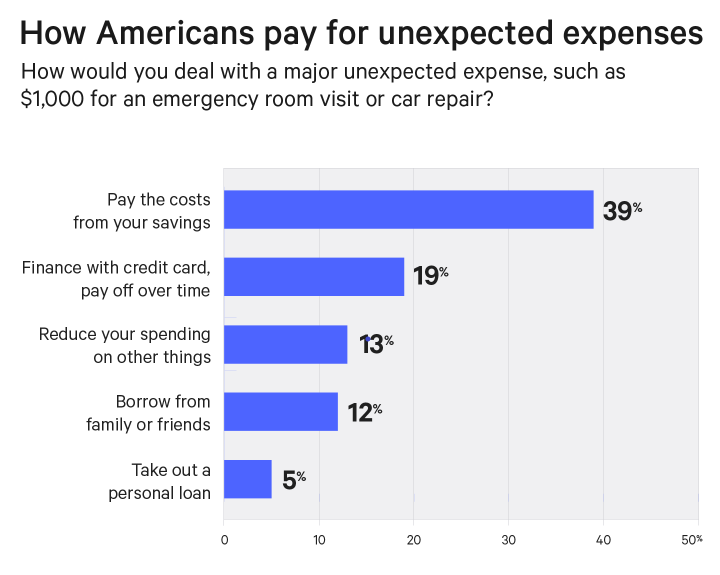 How Americans pay for unexpected expenses
How would you deal with a major unexpected expense, such as
$1,000 for an emergency room visit or car repair?
Pay the costs
from your savings
39%
Finance with credit card,
pay off over time
19%
Reduce your spending
on other things
13%
Borrow from
family or friends
12%
Take out a
personal loan
5%
0 10 20 30 40 50%